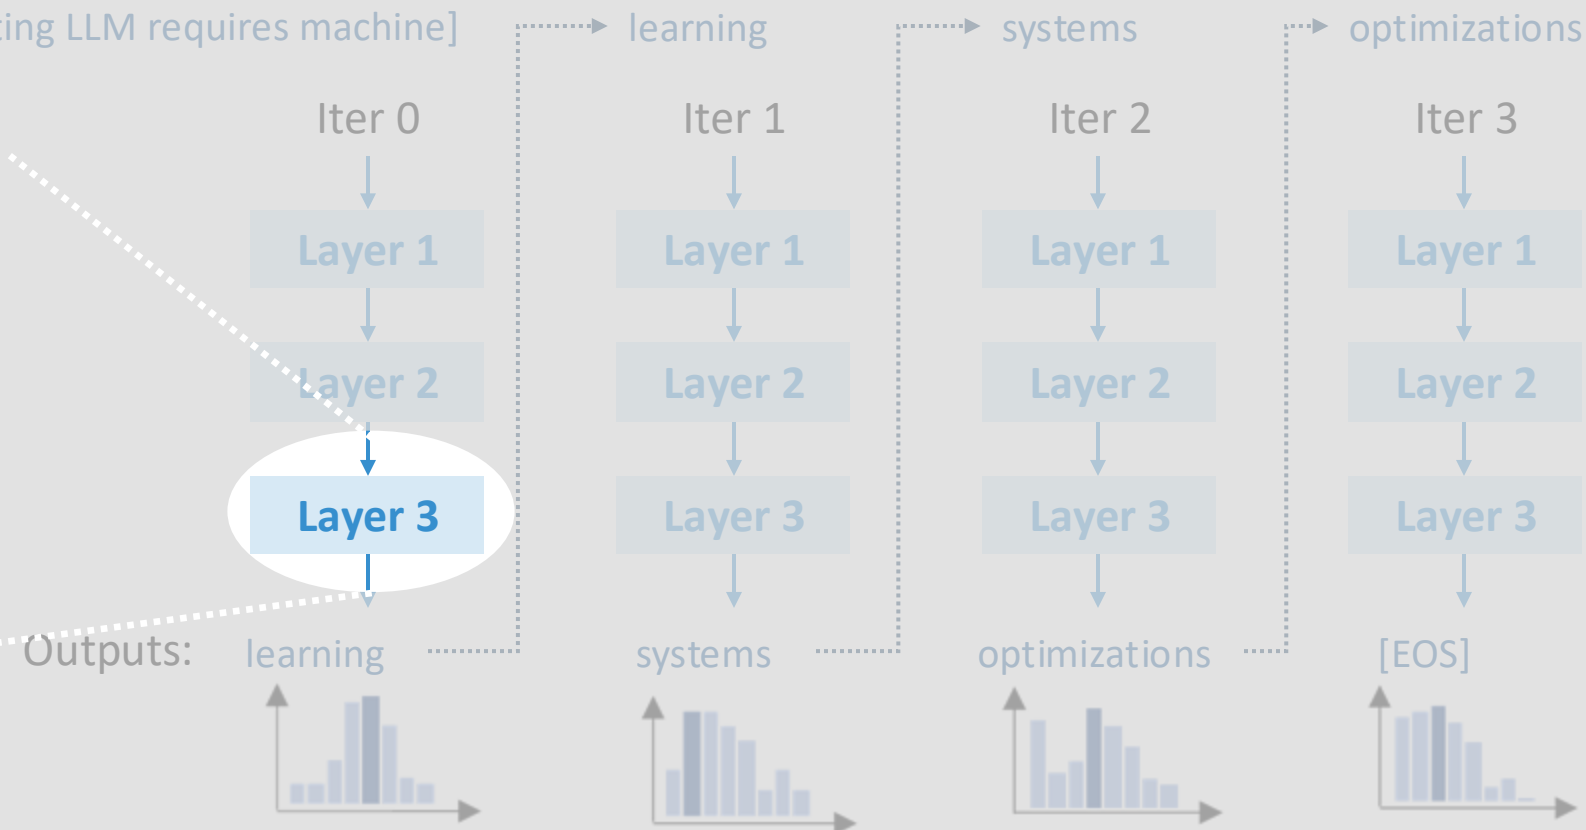 ting LLM requires machine] learning systems optimizations
Iter 0 Iter 1 Iter 2 Iter 3
Layer 1 Layer 1 Layer 1 Layer 1
Layer 2 Layer 2 Layer 2 Layer 2
Layer 3 Layer 3 Layer 3 Layer 3
Outputs: learning systems optimizations [EOS]